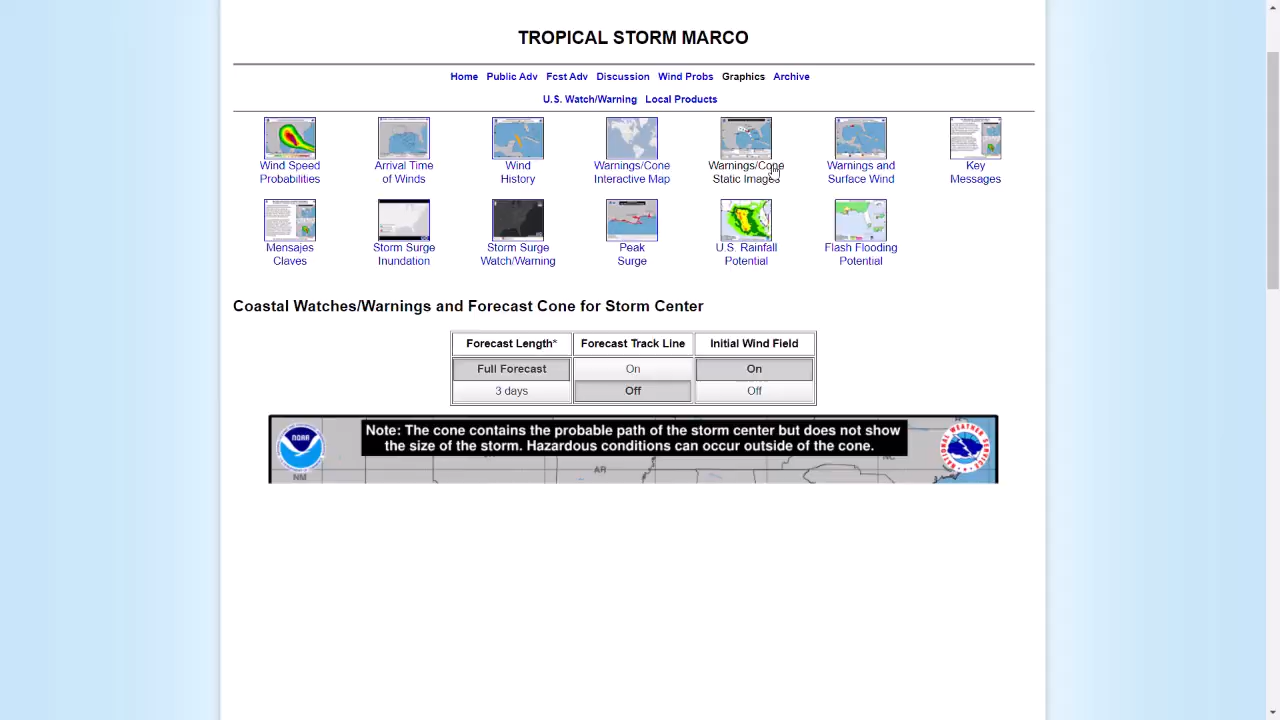 TROPICAL STORM MARCO
Home Public Adv Fcst Adv Discussion Wind Probs Graphics Archive
U.S. Watch/Warning Local Products
Wind Speed Probabilities
Arrival Time of Winds
Wind History
Warnings/Cone Interactive Map
Warnings/Cone Static Images
Warnings and Surface Wind
Key Messages
Mensajes Claves
Storm Surge Inundation
Storm Surge Watch/Warning
Peak Surge
U.S. Rainfall Potential
Flash Flooding Potential
Coastal Watches/Warnings and Forecast Cone for Storm Center
Forecast Length* Forecast Track Line Initial Wind Field
Full Forecast On On
3 days Off Off
Note: The cone contains the probable path of the storm center but does not show
the size of the storm. Hazardous conditions can occur outside of the cone.
NOAA
AR
NM